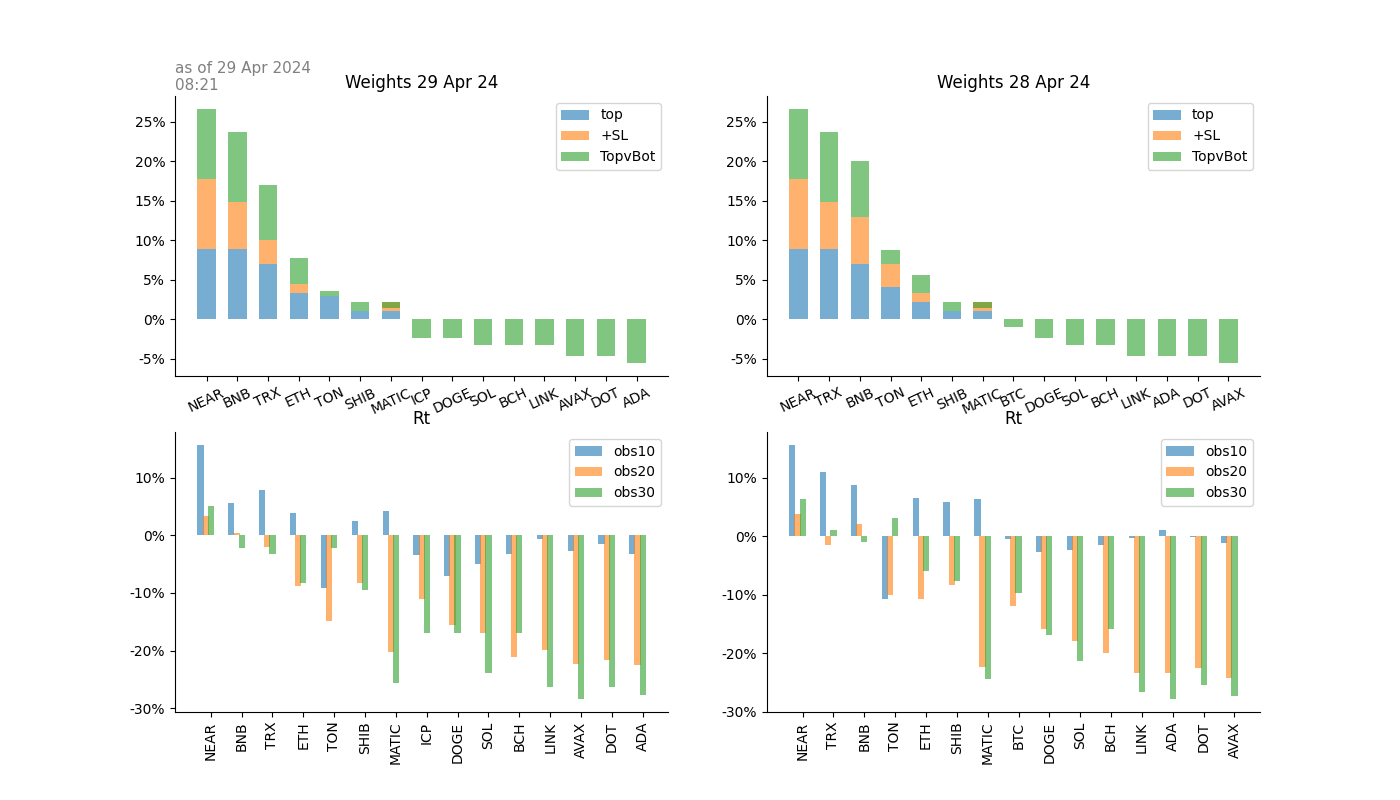 as of 29 Apr 2024
08:21
Weights 29 Apr 24
25%
20%
15%
10%
5%
0%
-5%
top
+SL
TopvBot
NEAR BNB TRX ETH TON SHIB MATIC ICP DOGE SOL BCH LINK AVAX DOT ADA
Weights 28 Apr 24
25%
20%
15%
10%
5%
0%
-5%
top
+SL
TopvBot
NEAR TRX BNB TON ETH SHIB MATIC BTC DOGE SOL BCH LINK ADA DOT AVAX
Rt
10%
0%
-10%
-20%
-30%
obs10
obs20
obs30
NEAR BNB TRX ETH TON SHIB MATIC ICP DOGE SOL BCH LINK AVAX DOT ADA
Rt
10%
0%
-10%
-20%
-30%
obs10
obs20
obs30
NEAR TRX BNB TON ETH SHIB MATIC BTC DOGE SOL BCH LINK ADA DOT AVAX